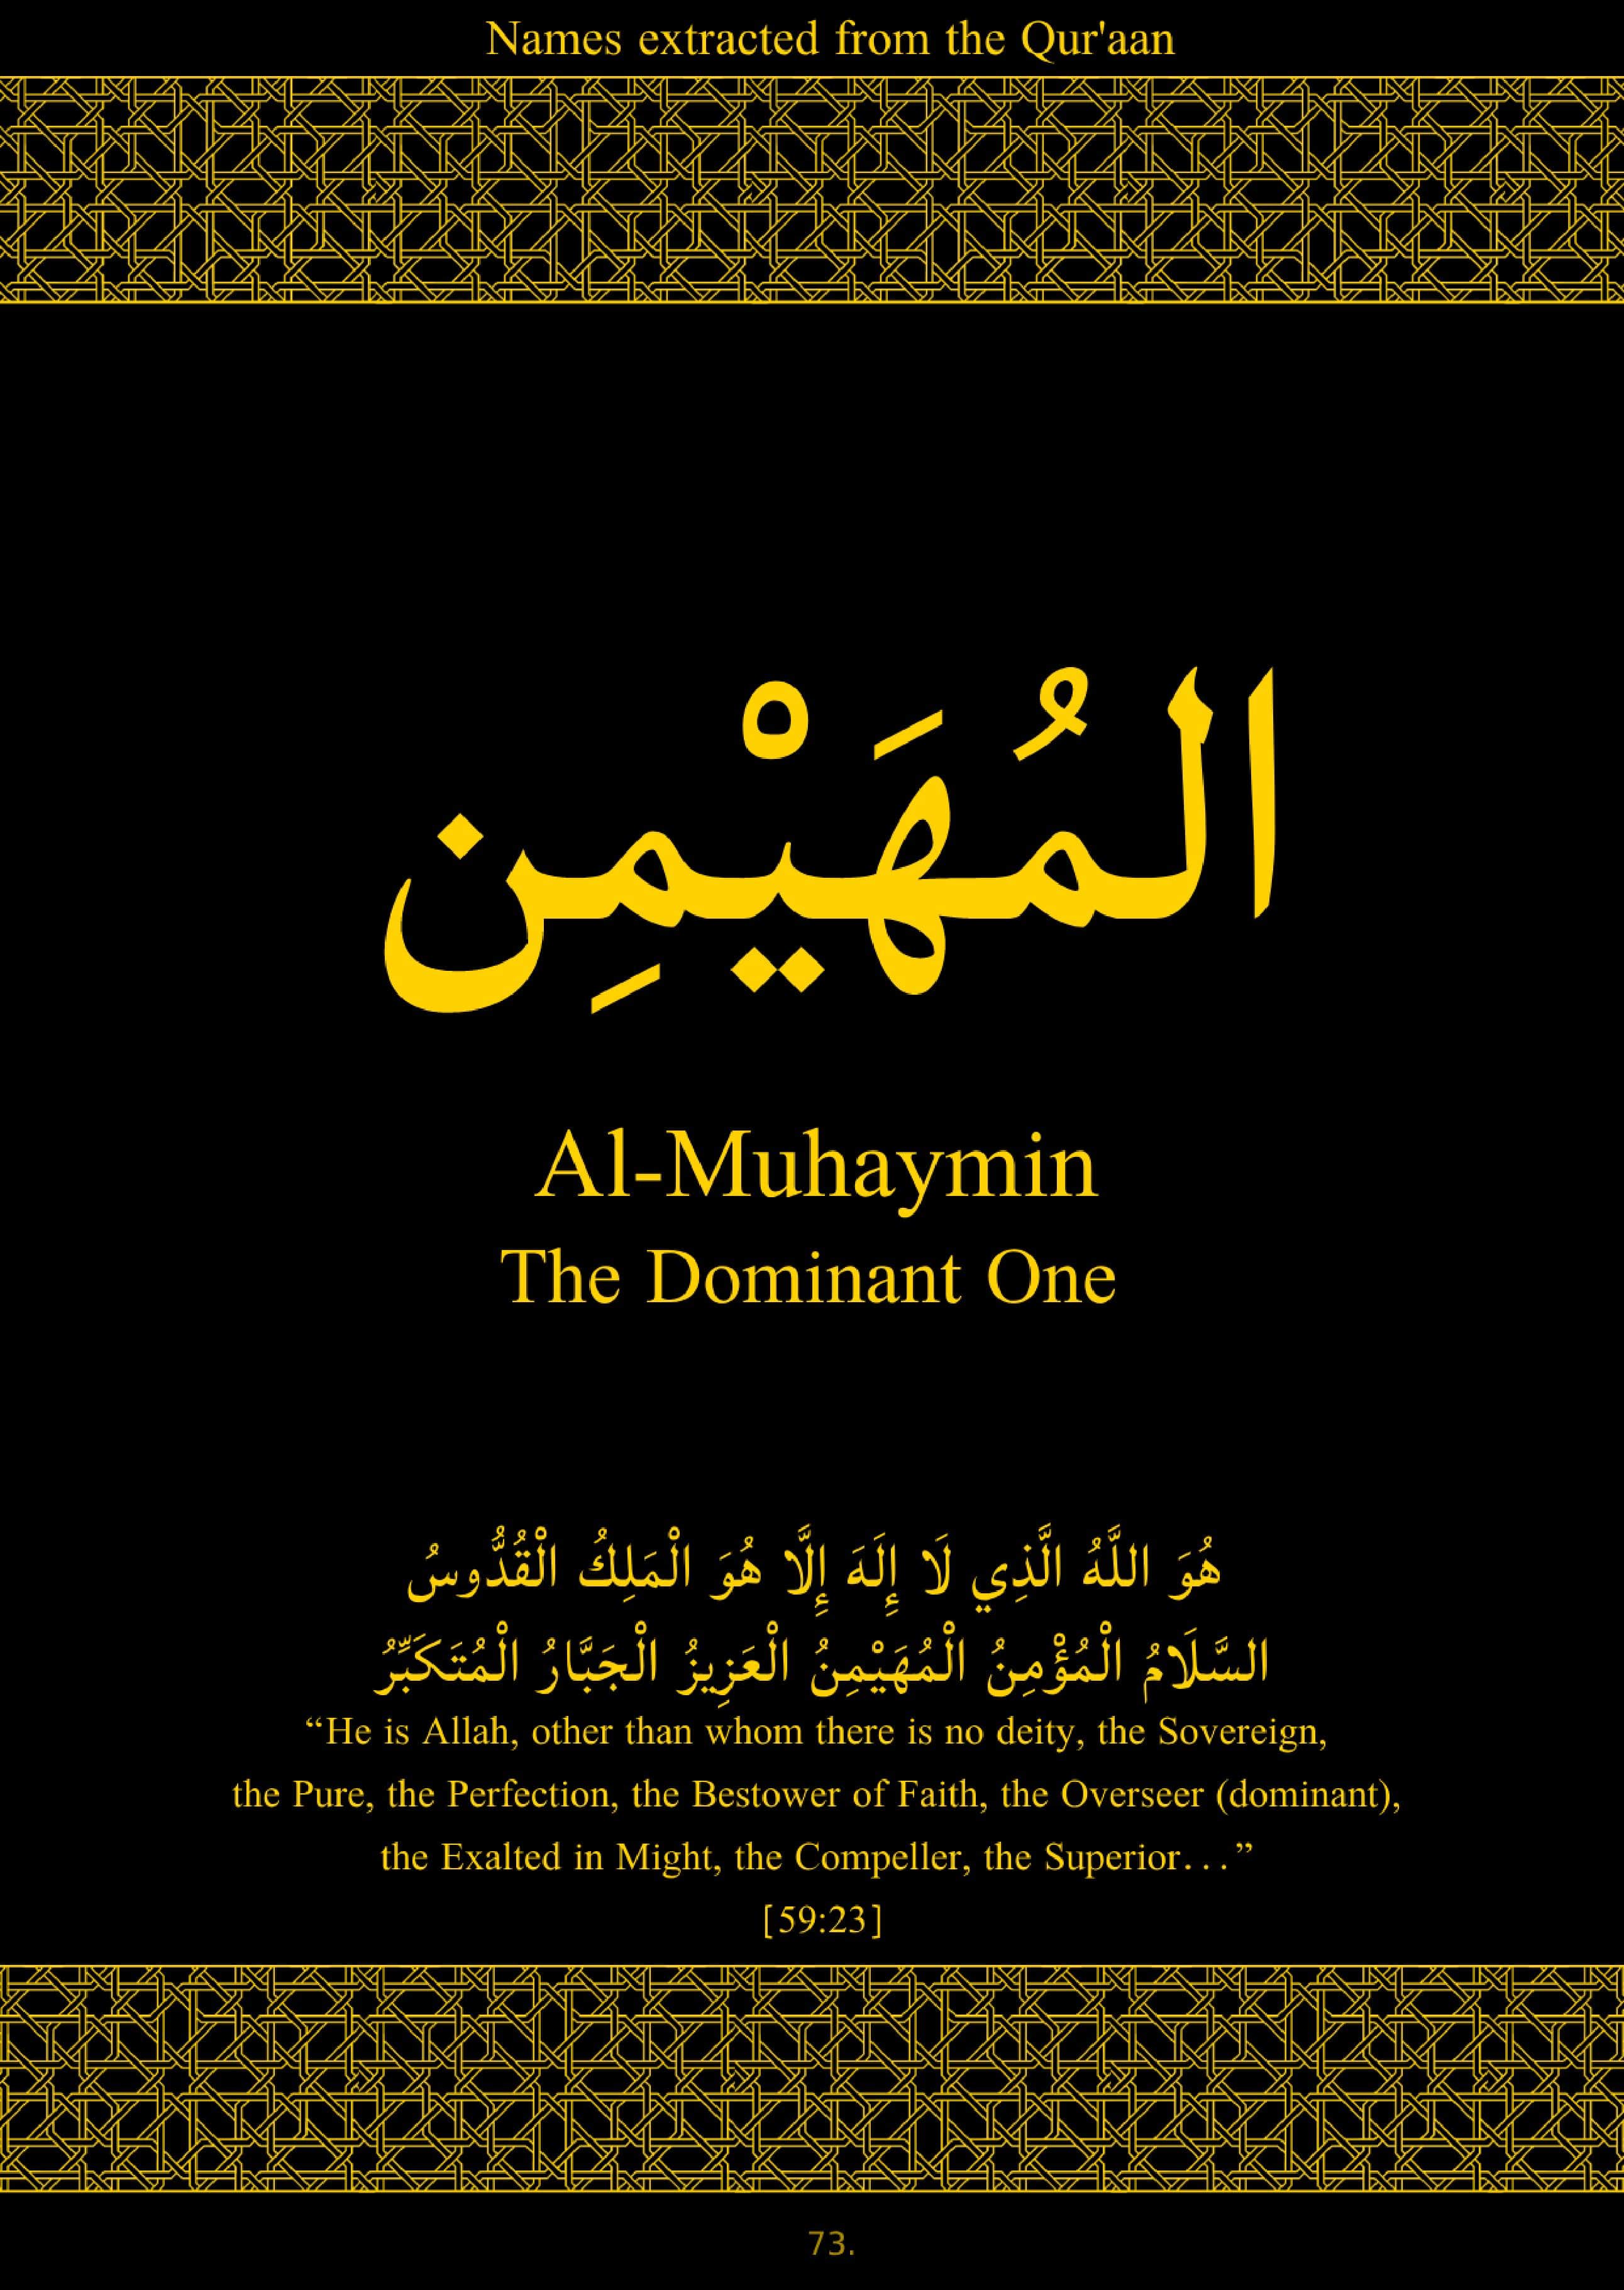 Names extracted from the Qur'aan
المُهَيْمِن
Al-Muhaymin
The Dominant One
هُوَ اللَّهُ الَّذِي لَا إِلَهَ إِلَّا هُوَ الْمَلِكُ الْقُدُّوسُ
السَّلَامُ الْمُؤْمِنُ الْمُهَيْمِنُ الْعَزِيزُ الْجَبَّارُ الْمُتَكَبِّرُ
“He is Allah, other than whom there is no deity, the Sovereign,
the Pure, the Perfection, the Bestower of Faith, the Overseer (dominant),
the Exalted in Might, the Compeller, the Superior...”
[59:23]
73.